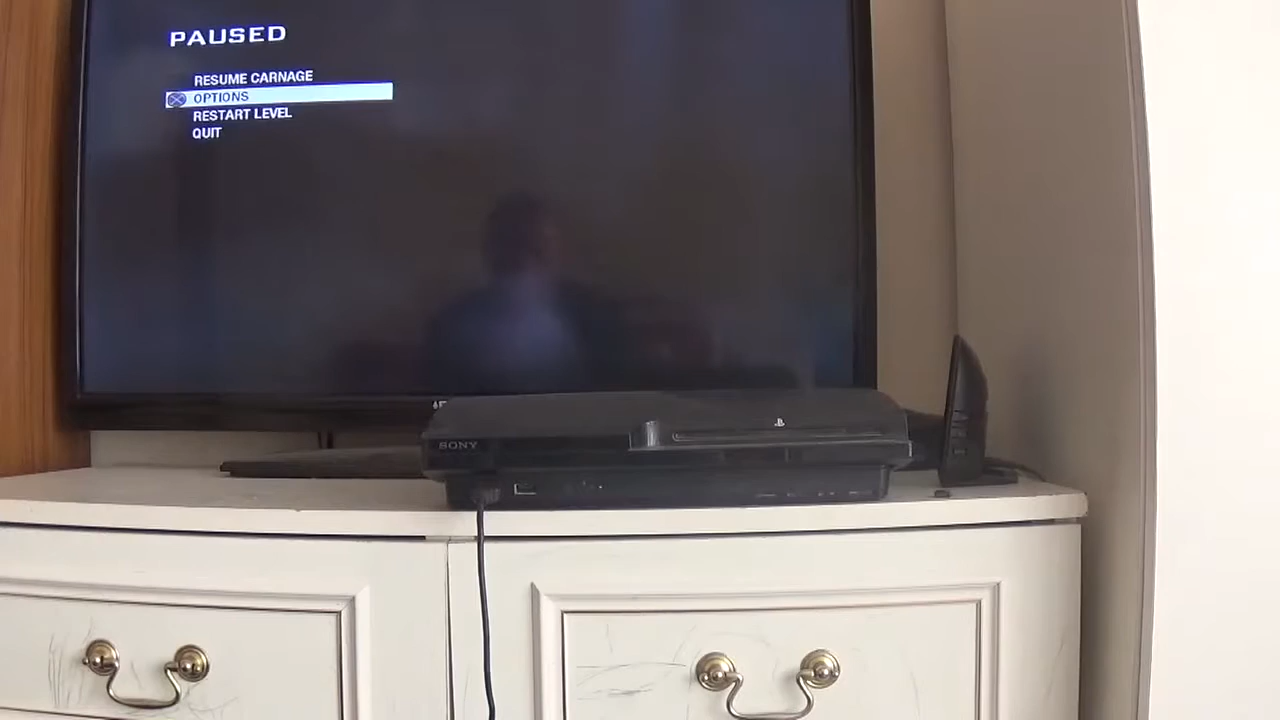 PAUSED
RESUME CARNAGE
OPTIONS
RESTART LEVEL
QUIT
SONY